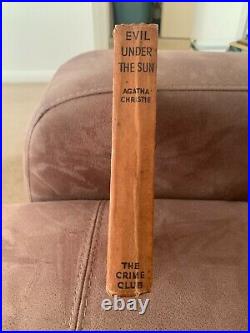 EVIL
UNDER
THE SUN
AGATHA
CHRISTIE
THE
CRIME
CLUB